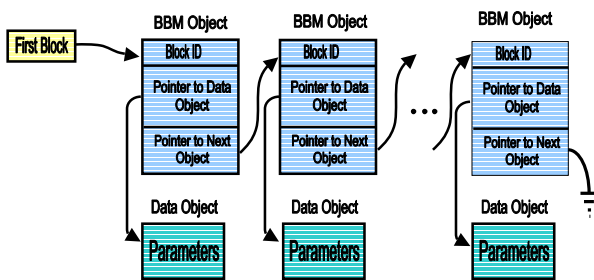 BBM Object
BBM Object
BBM Object
First Block
Block ID
Block ID
Block ID
Pointer to Data
Object
Pointer to Data
Object
Pointer to Data
Object
...
Pointer to Next
Object
Pointer to Next
Object
Pointer to Next
Object
Data Object
Data Object
Data Object
Parameters
Parameters
Parameters